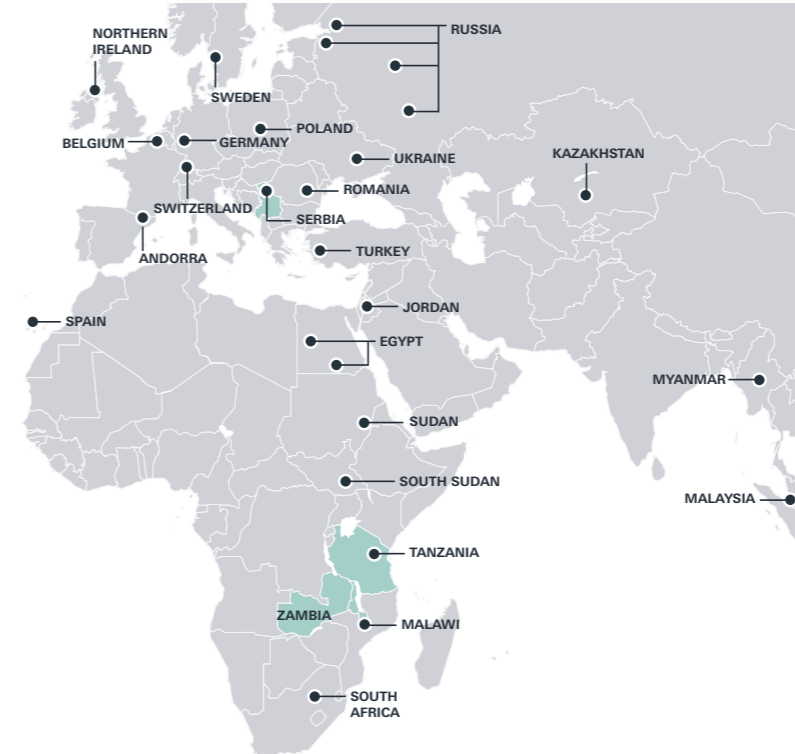 NORTHERN
IRELAND
RUSSIA
SWEDEN
POLAND
BELGIUM
GERMANY
UKRAINE
KAZAKHSTAN
ROMANIA
SWITZERLAND
SERBIA
TURKEY
ANDORRA
JORDAN
SPAIN
EGYPT
MYANMAR
SUDAN
SOUTH SUDAN
MALAYSIA
TANZANIA
ZAMBIA
MALAWI
SOUTH
AFRICA